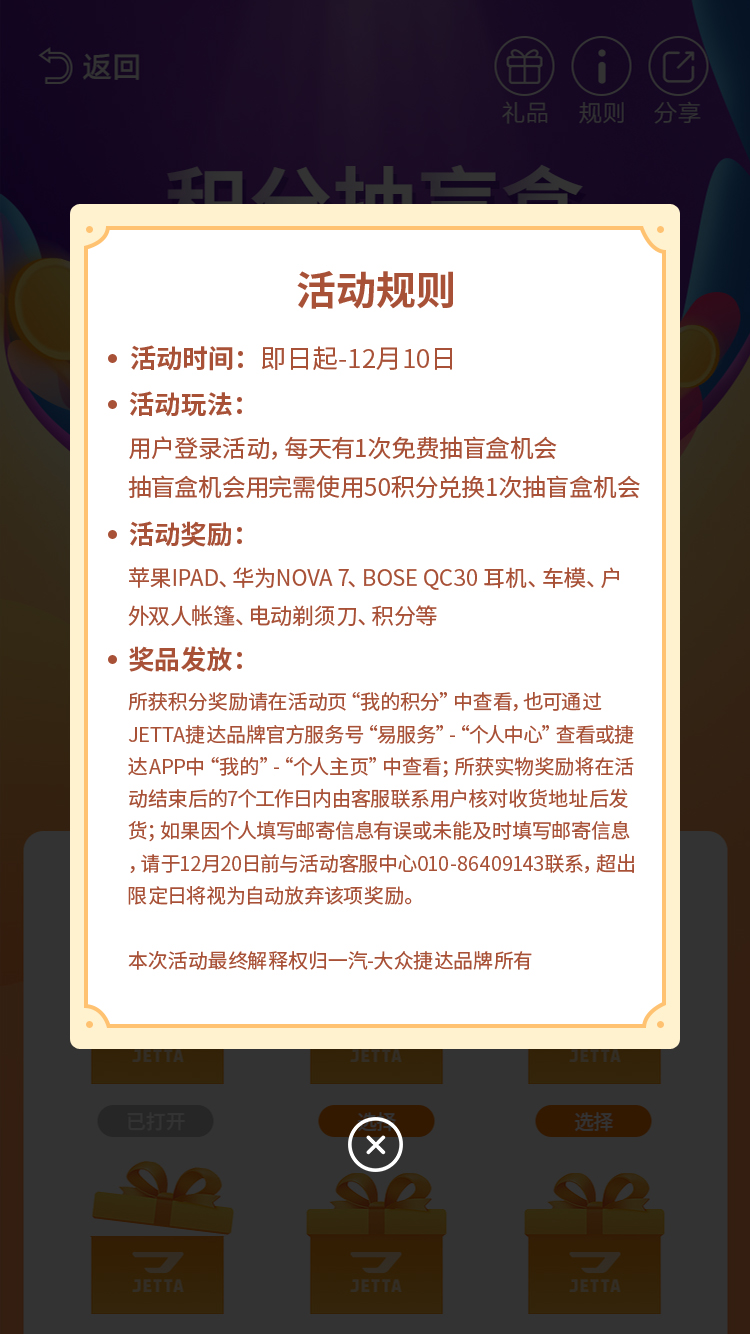 返回
礼品
规则
分享
积分抽盲盒
活动规则
活动时间：即日起-12月10日
活动玩法：
用户登录活动，每天有1次免费抽盲盒机会
抽盲盒机会用完需使用50积分兑换1次抽盲盒机会
活动奖励：
苹果IPAD、华为NOVA 7、BOSE QC30 耳机、车模、户
外双人帐篷、电动剃须刀、积分等
奖品发放：
所获积分奖励请在活动页“我的积分”中查看，也可通过
JETTA捷达品牌官方服务号“易服务”-“个人中心”查看或捷
达APP中“我的”-“个人主页”中查看；所获实物奖励将在活
动结束后的7个工作日内由客服联系用户核对收货地址后发
货；如果因个人填写邮寄信息有误或未能及时填写邮寄信息
，请于12月20日前与活动客服中心010-86409143联系，超出
限定日将视为自动放弃该项奖励。
本次活动最终解释权归一汽-大众捷达品牌所有
JETTA
JETTA
JETTA
已打开
选择
选择
JETTA
JETTA
JETTA